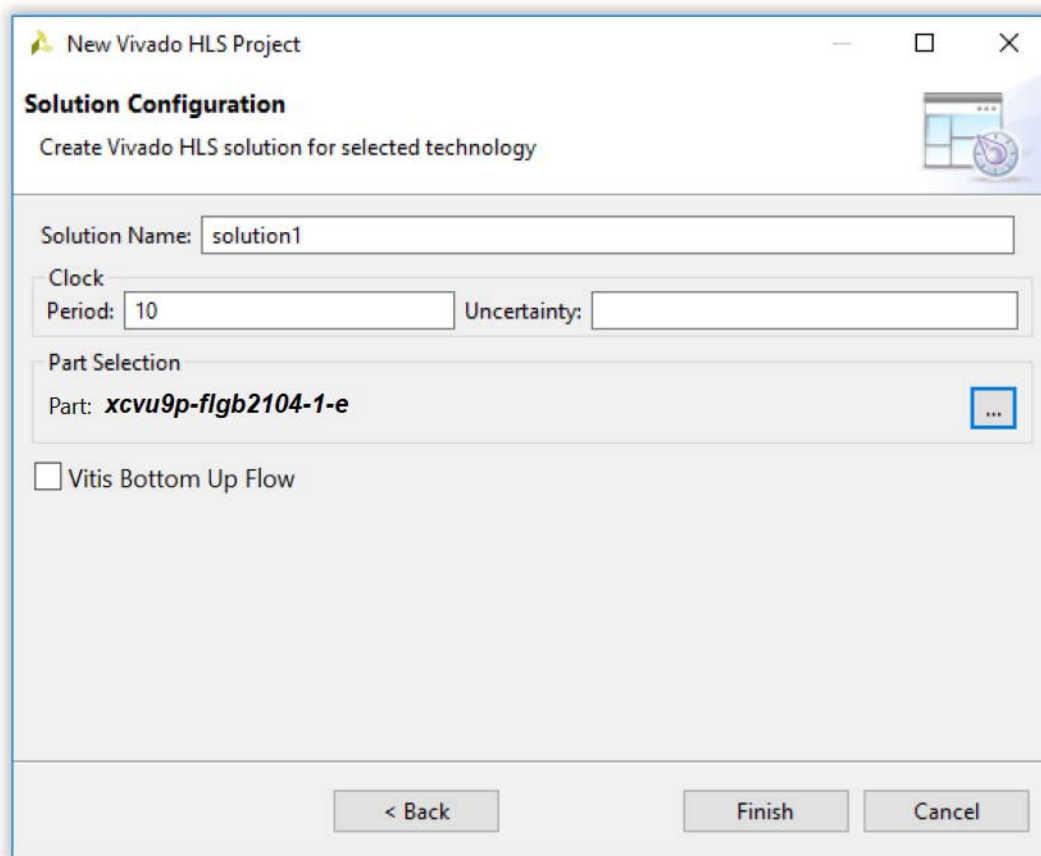 New Vivado HLS Project
Solution Configuration
Create Vivado HLS solution for selected technology
Solution Name: solution1
Clock
Period: 10 Uncertainty:
Part Selection
Part: xcvu9p-flgb2104-1-e ...
Vitis Bottom Up Flow
< Back Finish Cancel